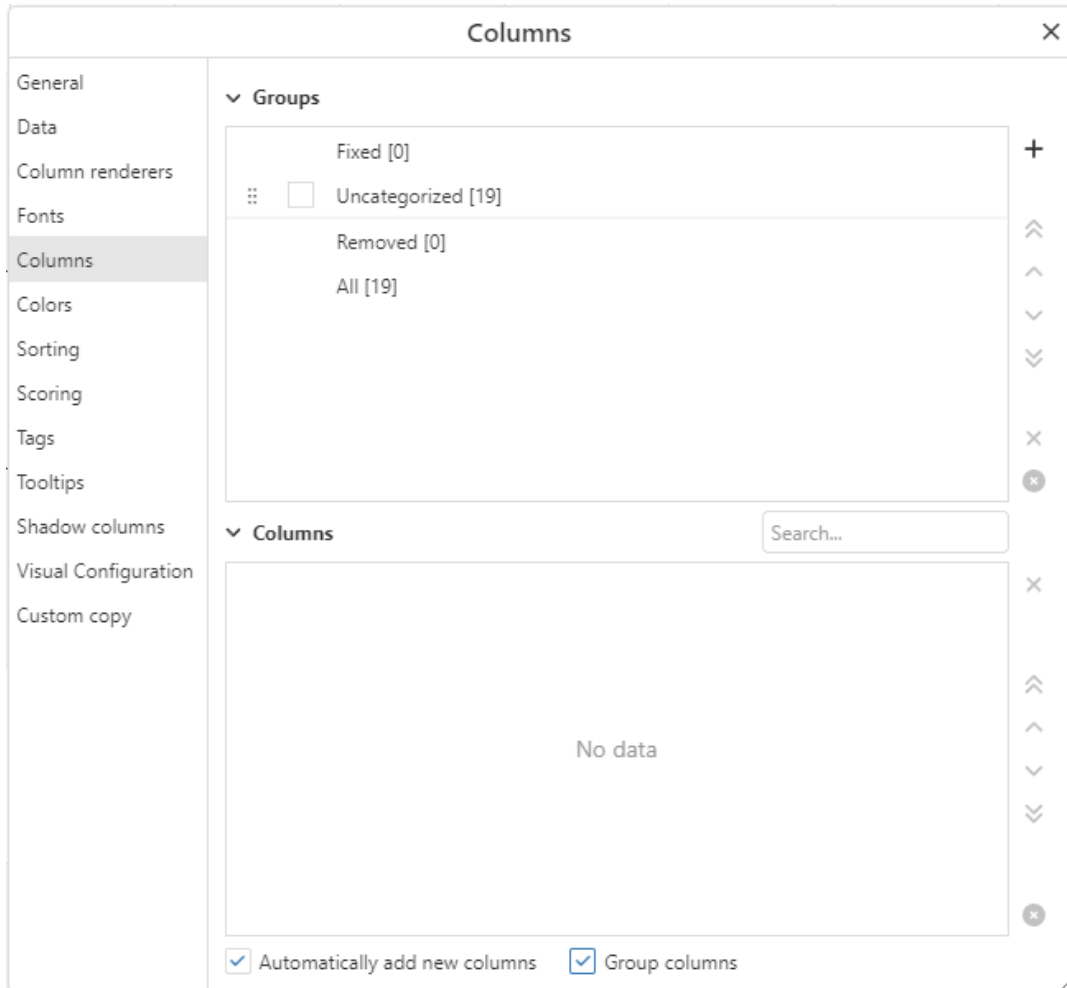 Columns
General
Data
Column renderers
Fonts
Columns
Colors
Sorting
Scoring
Tags
Tooltips
Shadow columns
Visual Configuration
Custom copy
Groups
Fixed [0]
Uncategorized [19]
Removed [0]
All [19]
Columns
Search...
No data
Automatically add new columns
Group columns